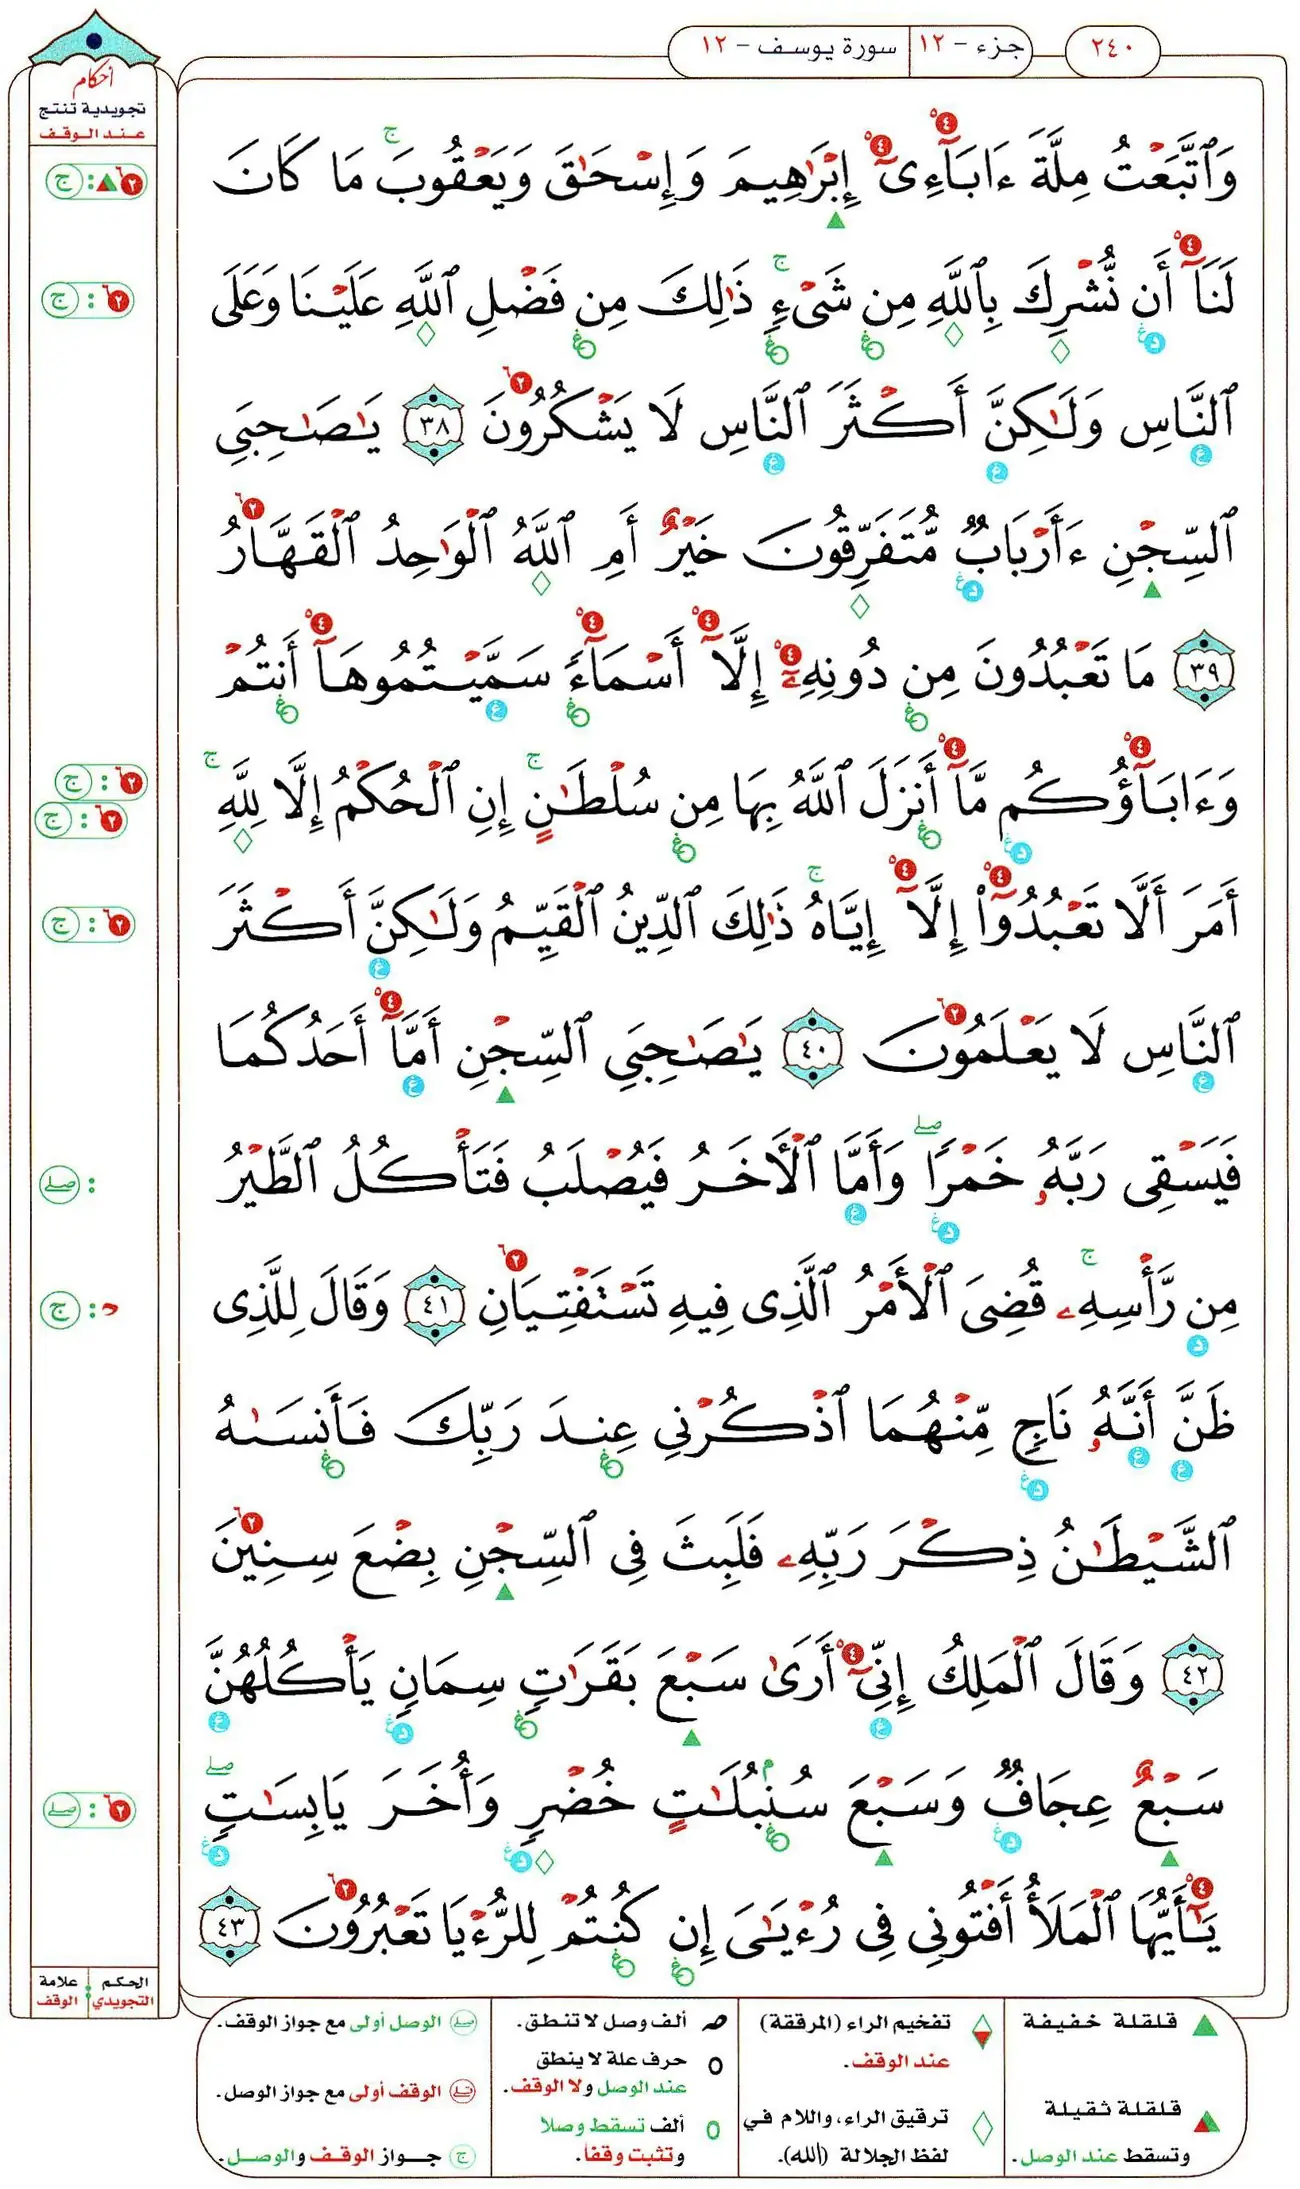 ٢٤٠
جزء - ١٢
سورة يوسف - ١٢
أحكام
تجويدية تنتج
عند الوقف
وَٱتَّبَعْتُ مِلَّةَ ءَابَآءِىٓ إِبْرَٰهِيمَ وَإِسْحَٰقَ وَيَعْقُوبَ ۚ مَا كَانَ
لَنَآ أَن نُّشْرِكَ بِٱللَّهِ مِن شَىْءٍ ۚ ذَٰلِكَ مِن فَضْلِ ٱللَّهِ عَلَيْنَا وَعَلَى
ٱلنَّاسِ وَلَٰكِنَّ أَكْثَرَ ٱلنَّاسِ لَا يَشْكُرُونَ ٣٨ يَٰصَٰحِبَىِ
ٱلسِّجْنِ ءَأَرْبَابٌ مُّتَفَرِّقُونَ خَيْرٌ أَمِ ٱللَّهُ ٱلْوَٰحِدُ ٱلْقَهَّارُ
٣٩ مَا تَعْبُدُونَ مِن دُونِهِۦٓ إِلَّآ أَسْمَآءً سَمَّيْتُمُوهَآ أَنتُمْ
وَءَابَآؤُكُم مَّآ أَنزَلَ ٱللَّهُ بِهَا مِن سُلْطَٰنٍ ۚ إِنِ ٱلْحُكْمُ إِلَّا لِلَّهِ ۚ
أَمَرَ أَلَّا تَعْبُدُوٓا۟ إِلَّآ إِيَّاهُ ۚ ذَٰلِكَ ٱلدِّينُ ٱلْقَيِّمُ وَلَٰكِنَّ أَكْثَرَ
ٱلنَّاسِ لَا يَعْلَمُونَ ٤٠ يَٰصَٰحِبَىِ ٱلسِّجْنِ أَمَّآ أَحَدُكُمَا
فَيَسْقِى رَبَّهُۥ خَمْرًا ۖ وَأَمَّا ٱلْأَخَرُ فَيُصْلَبُ فَتَأْكُلُ ٱلطَّيْرُ
مِن رَّأْسِهِۦ ۚ قُضِىَ ٱلْأَمْرُ ٱلَّذِى فِيهِ تَسْتَفْتِيَانِ ٤١ وَقَالَ لِلَّذِى
ظَنَّ أَنَّهُۥ نَاجٍ مِّنْهُمَا ٱذْكُرْنِى عِندَ رَبِّكَ فَأَنسَىٰهُ
ٱلشَّيْطَٰنُ ذِكْرَ رَبِّهِۦ فَلَبِثَ فِى ٱلسِّجْنِ بِضْعَ سِنِينَ
٤٢ وَقَالَ ٱلْمَلِكُ إِنِّىٓ أَرَىٰ سَبْعَ بَقَرَٰتٍ سِمَانٍ يَأْكُلُهُنَّ
سَبْعٌ عِجَافٌ وَسَبْعَ سُنۢبُلَٰتٍ خُضْرٍ وَأُخَرَ يَابِسَٰتٍ ۖ
يَٰٓأَيُّهَا ٱلْمَلَأُ أَفْتُونِى فِى رُءْيَٰىَ إِن كُنتُمْ لِلرُّءْيَا تَعْبُرُونَ ٤٣
الحكم التجويدي : علامة الوقف
قلقلة خفيفة
قلقلة ثقيلة
وتسقط عند الوصل.
تفخيم الراء (المرققة)
عند الوقف.
ترقيق الراء، واللام في
لفظ الجلالة (الله).
ألف وصل لا تنطق.
حرف علة لا ينطق
عند الوصل ولا الوقف.
ألف تسقط وصلا
وتثبت وقفا.
صلى الوصل أولى مع جواز الوقف.
قلى الوقف أولى مع جواز الوصل.
ج جـواز الوقـف والوصـل.